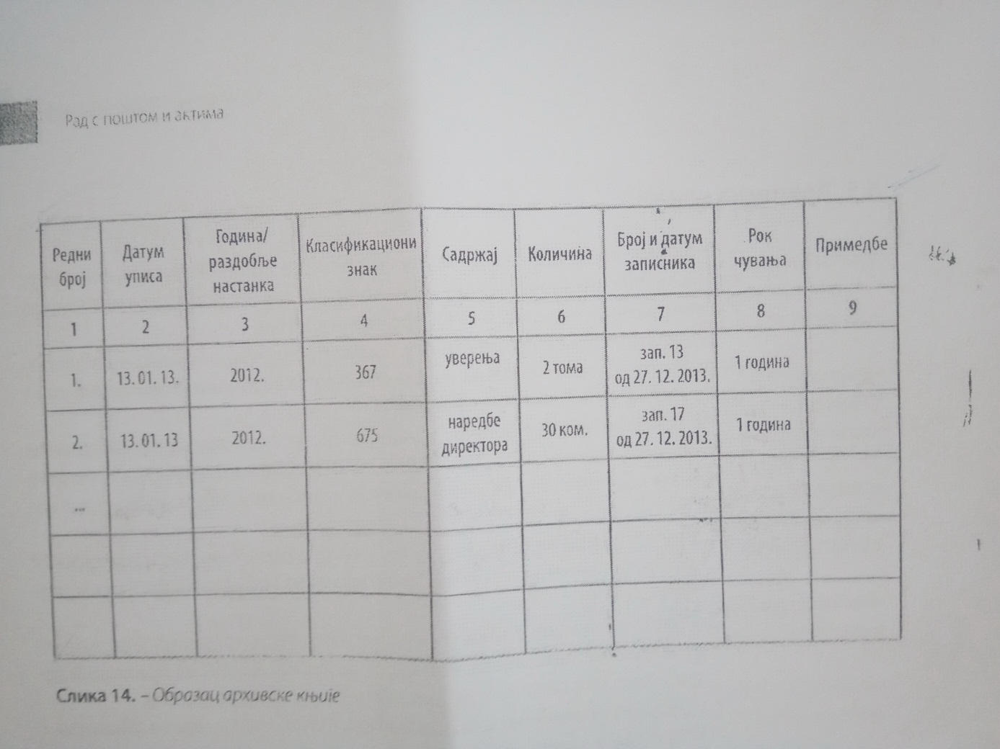 Рад с поштом и актима
Редни број
Датум уписа
Година/ раздобље настанка
Класификациони знак
Садржај
Количина
Број и датум записника
Рок чувања
Примедбе
1 2 3 4 5 6 7 8 9
1. 13. 01. 13. 2012. 367 уверења 2 тома зап. 13 од 27. 12. 2013. 1 година
2. 13. 01. 13 2012. 675 наредбе директора 30 ком. зап. 17 од 27. 12. 2013. 1 година
...
Слика 14. – Образац архивске књиге